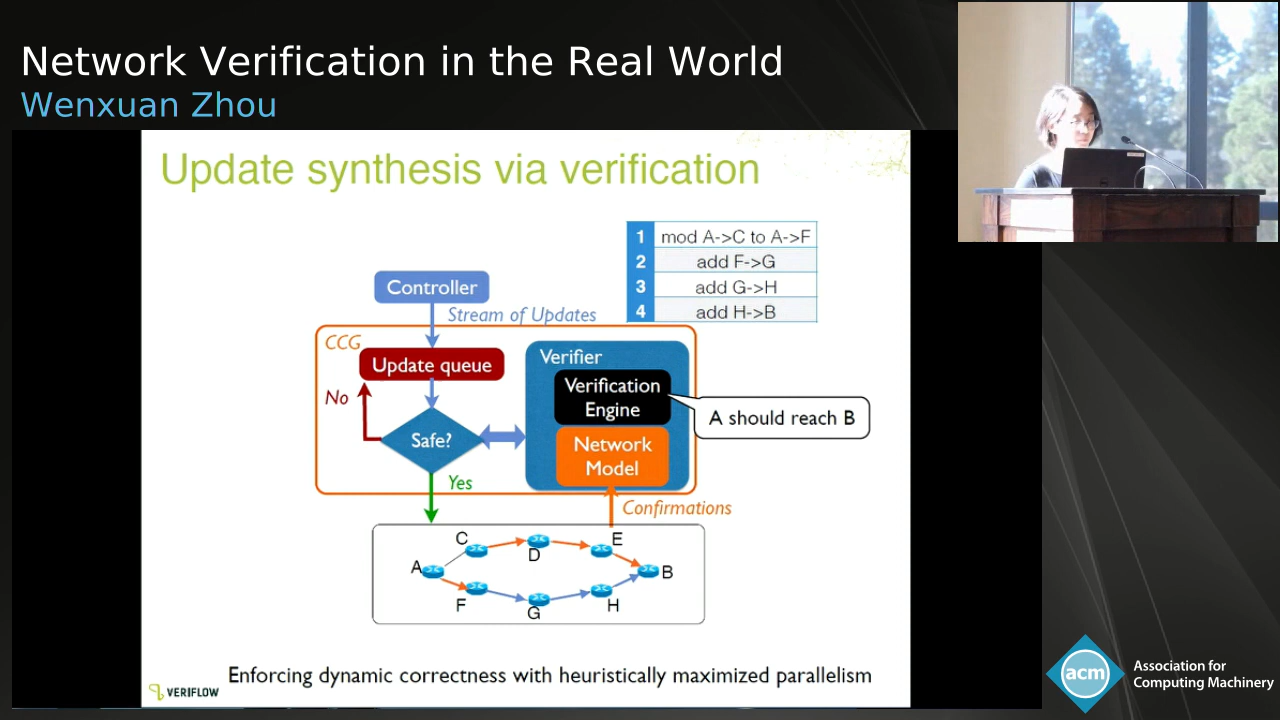 Network Verification in the Real World
Wenxuan Zhou
Update synthesis via verification
1 mod A->C to A->F
2 add F->G
3 add G->H
4 add H->B
Controller
Stream of Updates
CCG
Update queue
Verifier
Verification
Engine
No
A should reach B
Safe?
Network
Model
Yes
Confirmations
C
E
D
A
B
F
H
G
Enforcing dynamic correctness with heuristically maximized parallelism
VERIFLOW
acm
Association for
Computing Machinery